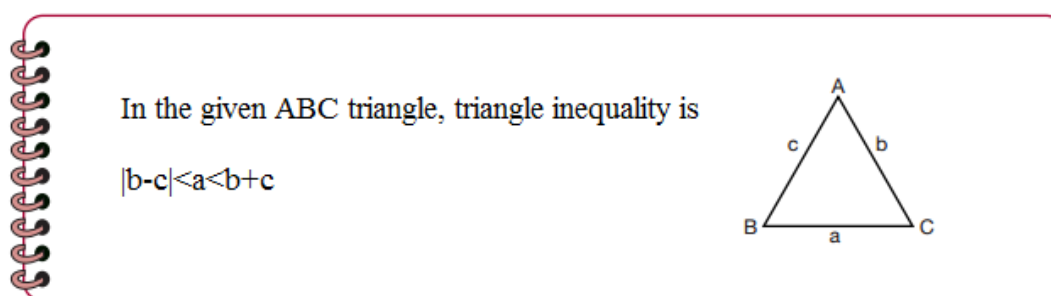 In the given ABC triangle, triangle inequality is
|b-c|<a<b+c
A
c
b
B
C
a